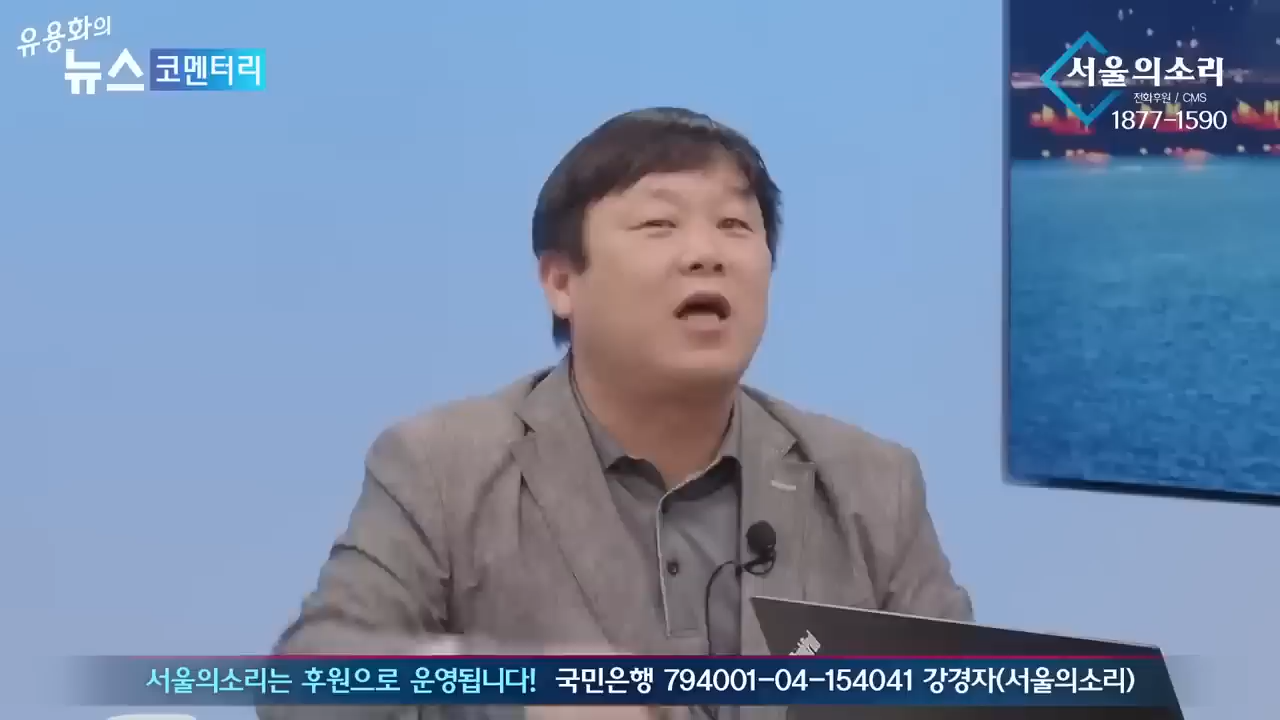 유용화의
뉴스 코멘터리
서울의소리
전화후원 / CMS
1877-1590
서울의소리는 후원으로 운영됩니다! 국민은행 794001-04-154041 강경자(서울의소리)